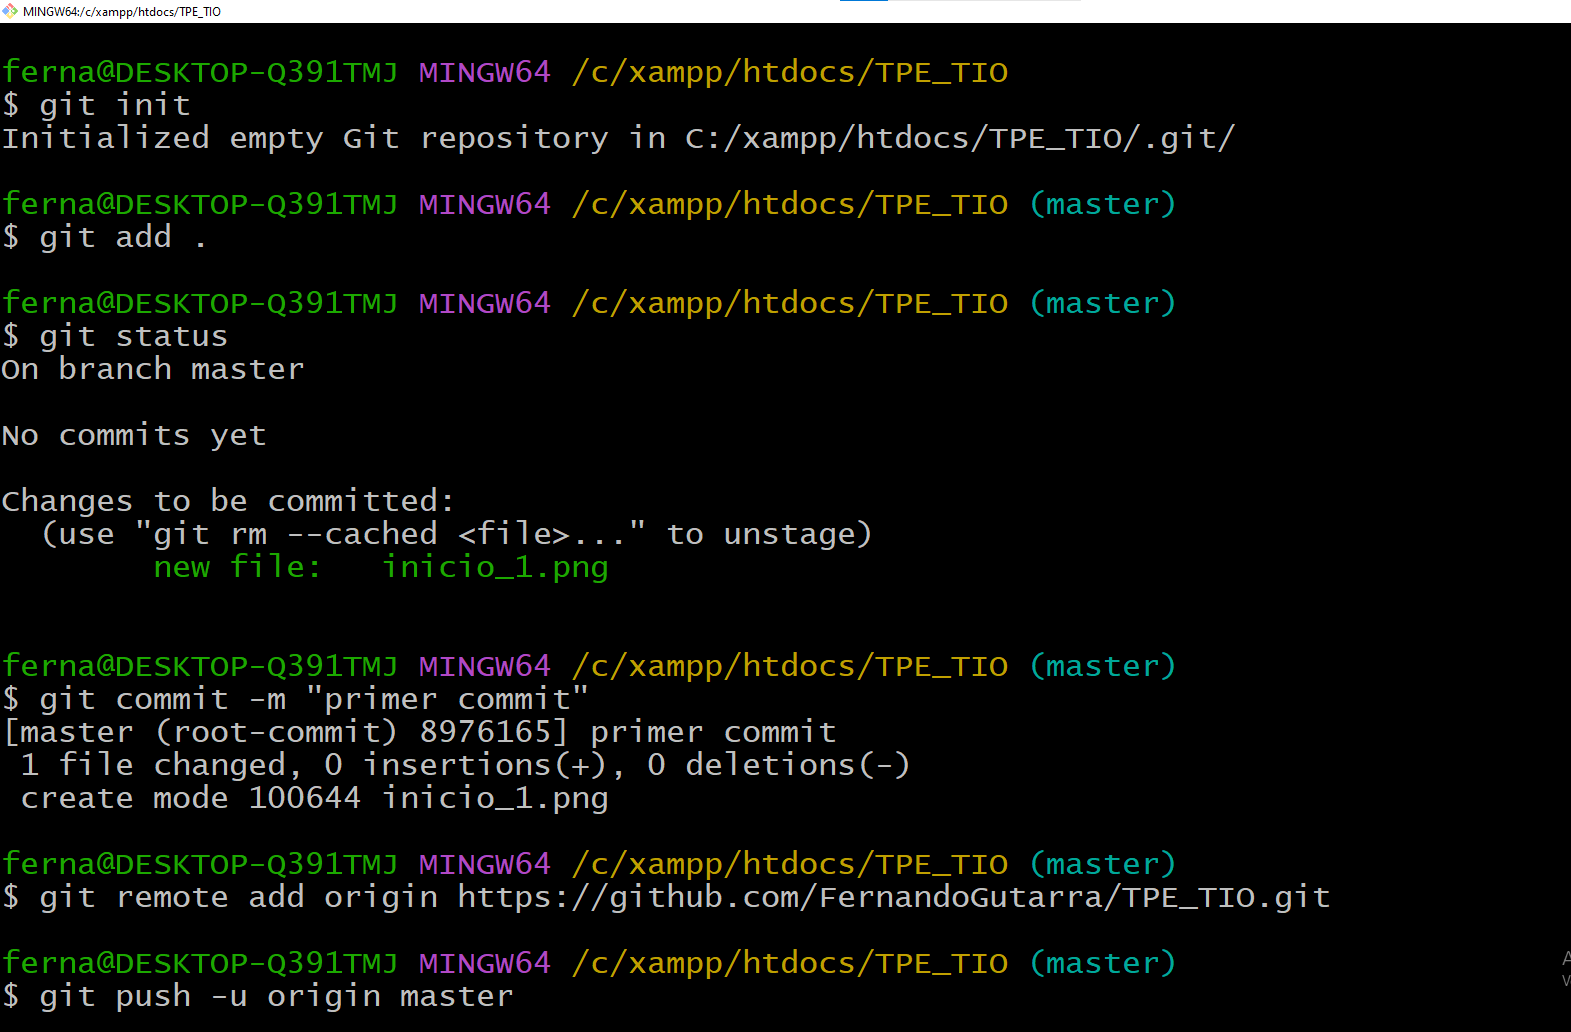 MINGW64:/c/xampp/htdocs/TPE_TIO
ferna@DESKTOP-Q391TMJ MINGW64 /c/xampp/htdocs/TPE_TIO
$ git init
Initialized empty Git repository in C:/xampp/htdocs/TPE_TIO/.git/
ferna@DESKTOP-Q391TMJ MINGW64 /c/xampp/htdocs/TPE_TIO (master)
$ git add .
ferna@DESKTOP-Q391TMJ MINGW64 /c/xampp/htdocs/TPE_TIO (master)
$ git status
On branch master
No commits yet
Changes to be committed:
  (use "git rm --cached <file>..." to unstage)
        new file:   inicio_1.png
ferna@DESKTOP-Q391TMJ MINGW64 /c/xampp/htdocs/TPE_TIO (master)
$ git commit -m "primer commit"
[master (root-commit) 8976165] primer commit
 1 file changed, 0 insertions(+), 0 deletions(-)
 create mode 100644 inicio_1.png
ferna@DESKTOP-Q391TMJ MINGW64 /c/xampp/htdocs/TPE_TIO (master)
$ git remote add origin https://github.com/FernandoGutarra/TPE_TIO.git
ferna@DESKTOP-Q391TMJ MINGW64 /c/xampp/htdocs/TPE_TIO (master)
$ git push -u origin master